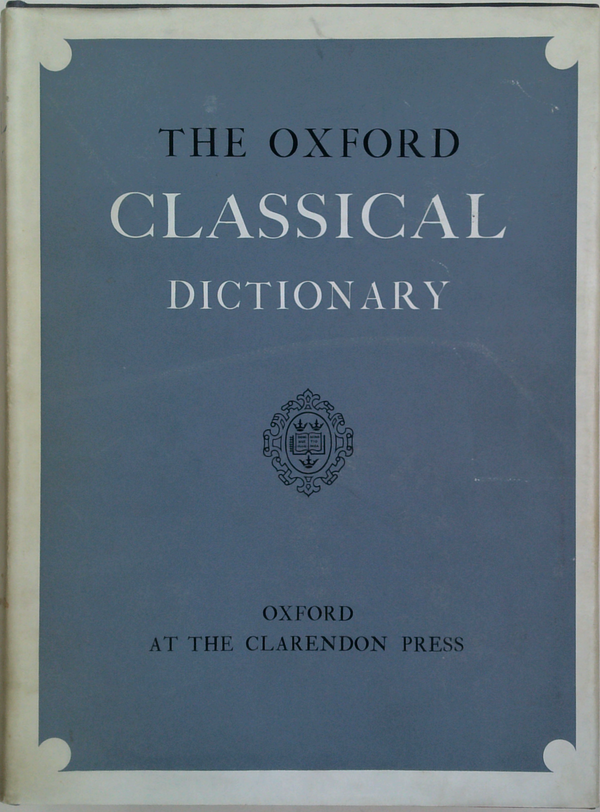 THE OXFORD
CLASSICAL
DICTIONARY
OXFORD
AT THE CLARENDON PRESS